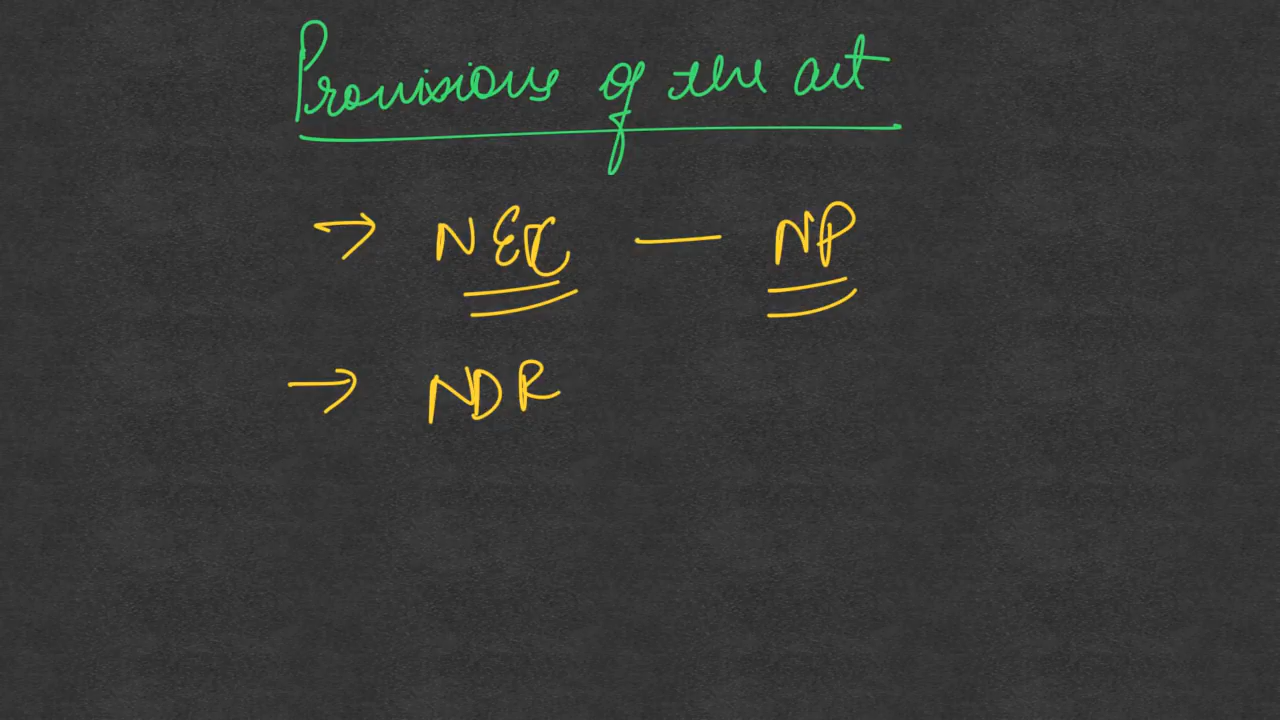 Provisions of the act
→ NEC — NP
→ NDR